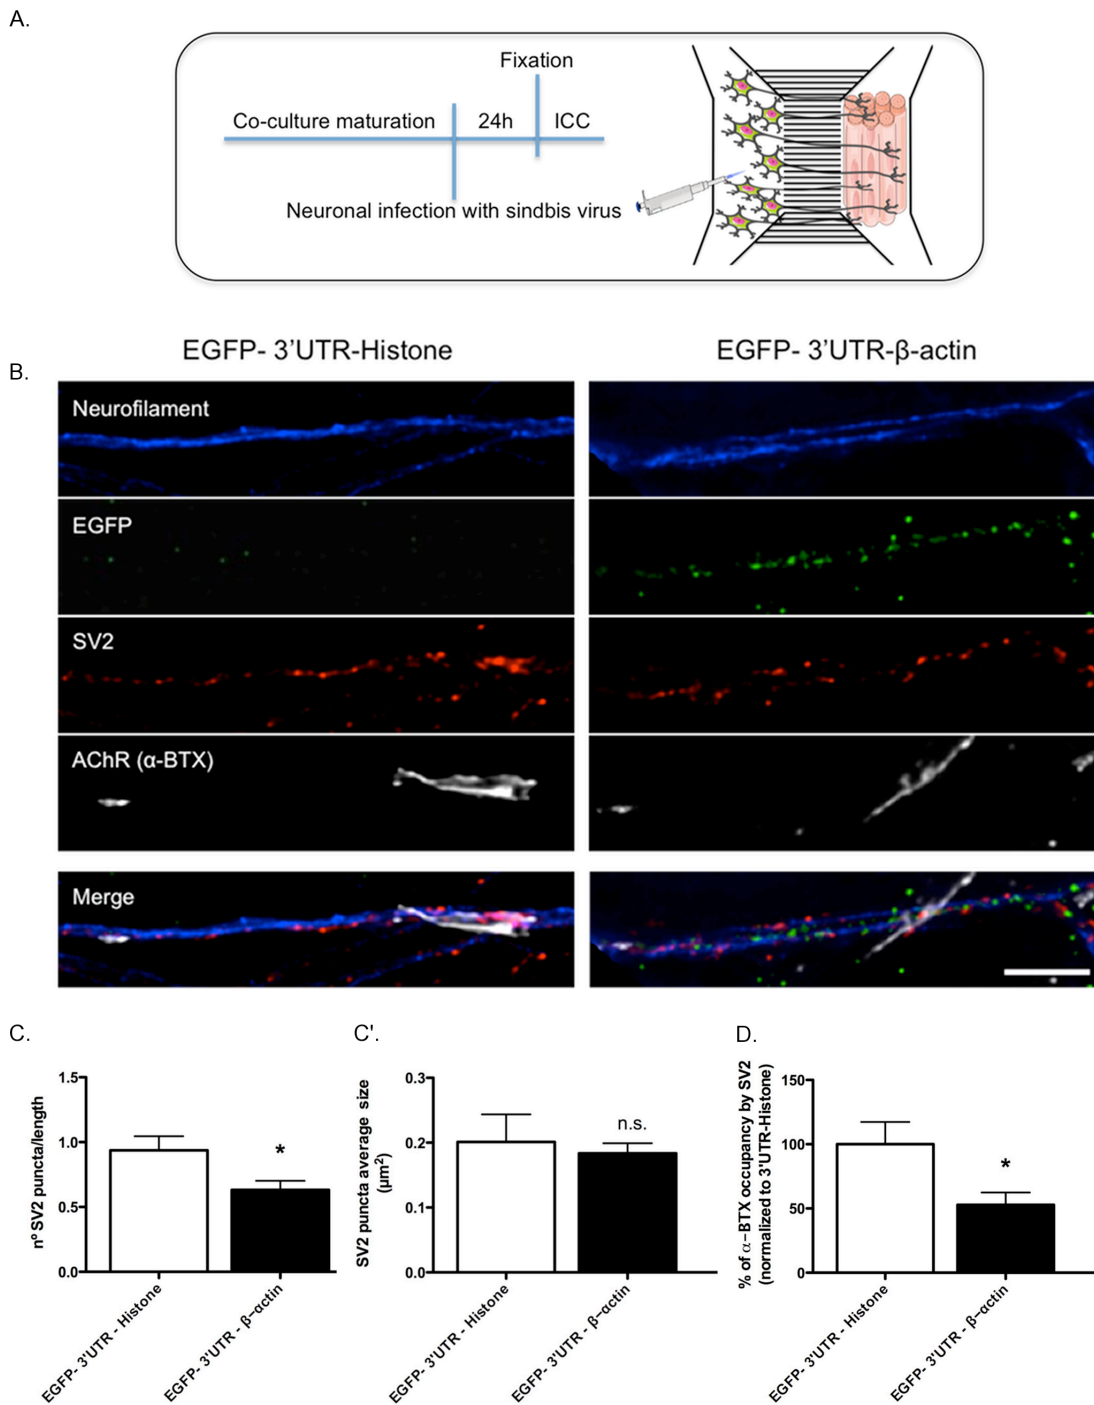 A.
Fixation
Co-culture maturation 24h ICC
Neuronal infection with sindbis virus
EGFP- 3'UTR-Histone EGFP- 3'UTR-β-actin
B.
Neurofilament
EGFP
SV2
AChR (α-BTX)
Merge
C.
nº SV2 puncta/length
1.5
1.0
0.5
0.0
*
EGFP- 3'UTR - Histone
EGFP- 3'UTR - β-actin
C'.
SV2 puncta average size
(µm²)
0.3
0.2
0.1
0.0
n.s.
EGFP- 3'UTR - Histone
EGFP- 3'UTR - β-actin
D.
% of α-BTX occupancy by SV2
(normalized to 3'UTR-Histone)
150
100
50
0
*
EGFP- 3'UTR - Histone
EGFP- 3'UTR - β-actin